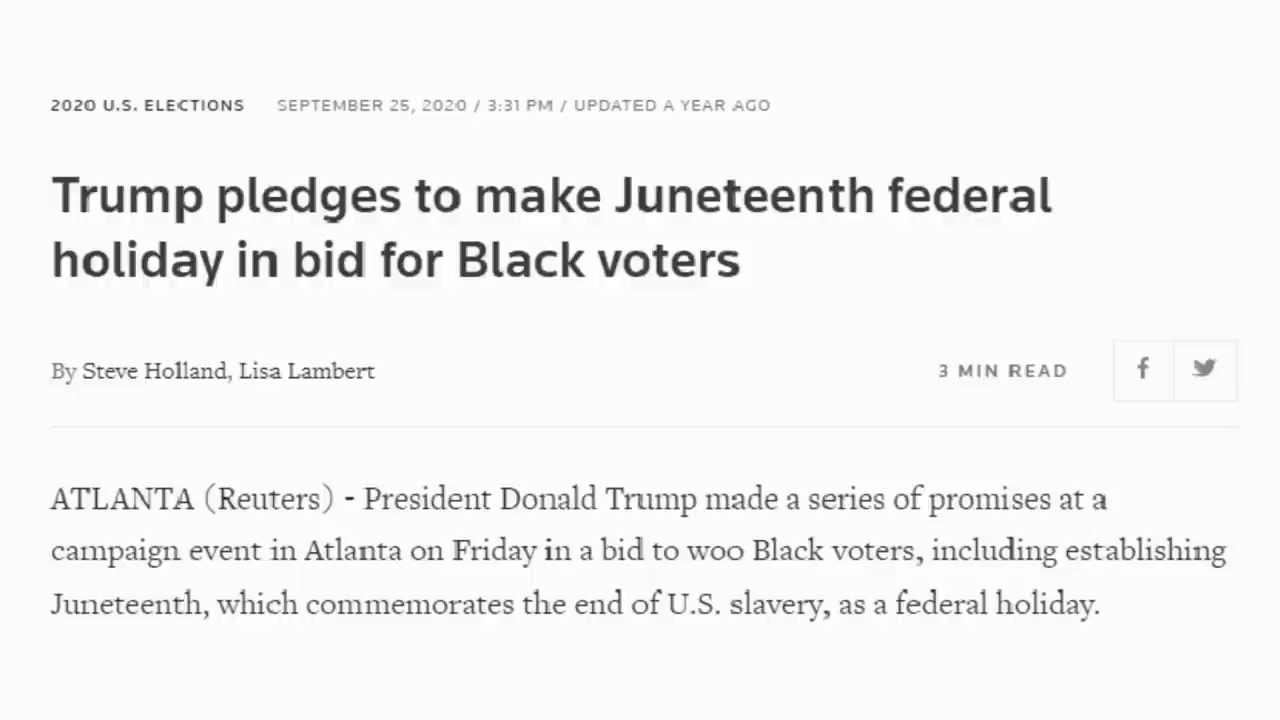 2020 U.S. ELECTIONS SEPTEMBER 25, 2020 / 3:31 PM / UPDATED A YEAR AGO
Trump pledges to make Juneteenth federal
holiday in bid for Black voters
By Steve Holland, Lisa Lambert 3 MIN READ
ATLANTA (Reuters) - President Donald Trump made a series of promises at a
campaign event in Atlanta on Friday in a bid to woo Black voters, including establishing
Juneteenth, which commemorates the end of U.S. slavery, as a federal holiday.